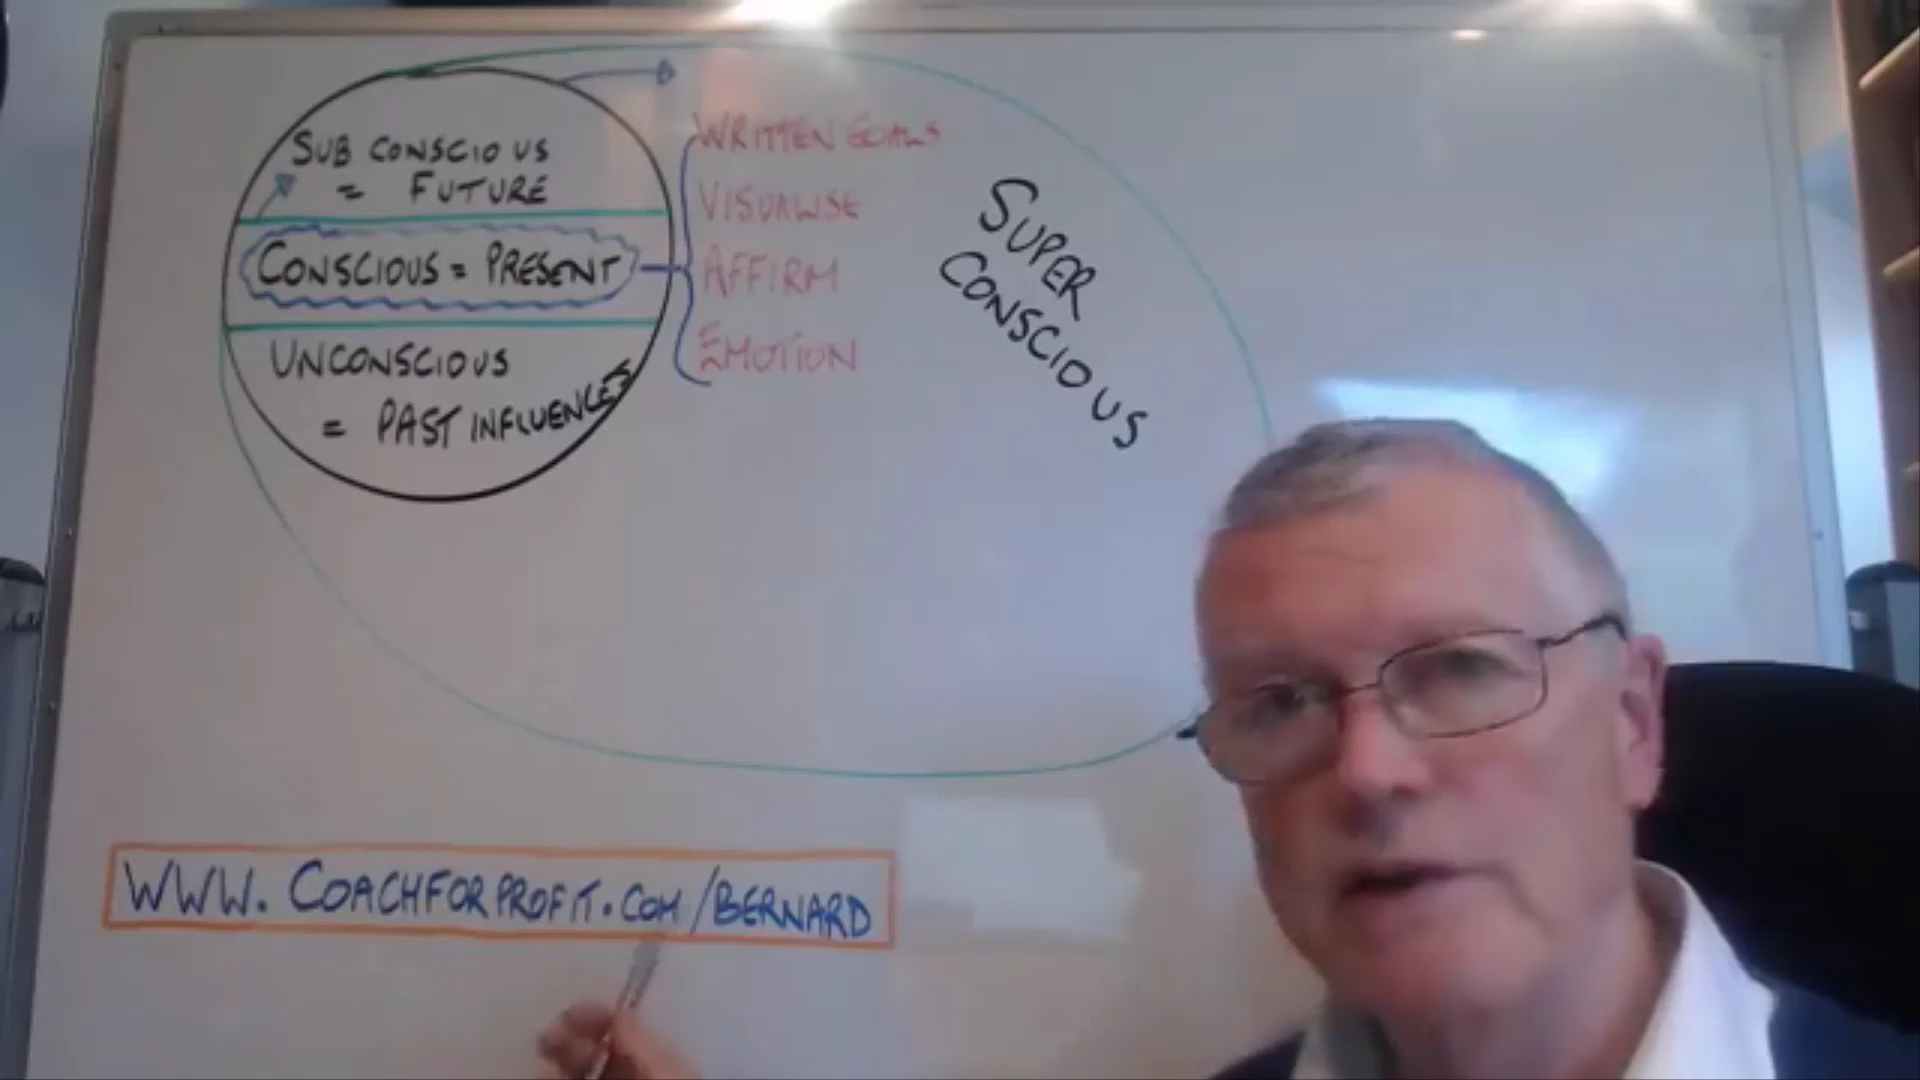 SUB CONSCIOUS
= FUTURE
CONSCIOUS = PRESENT
UNCONSCIOUS
= PAST INFLUENCES
WRITTEN GOALS
VISUALISE
AFFIRM
EMOTION
SUPER
CONSCIOUS
WWW.COACHFORPROFIT.COM/BERNARD